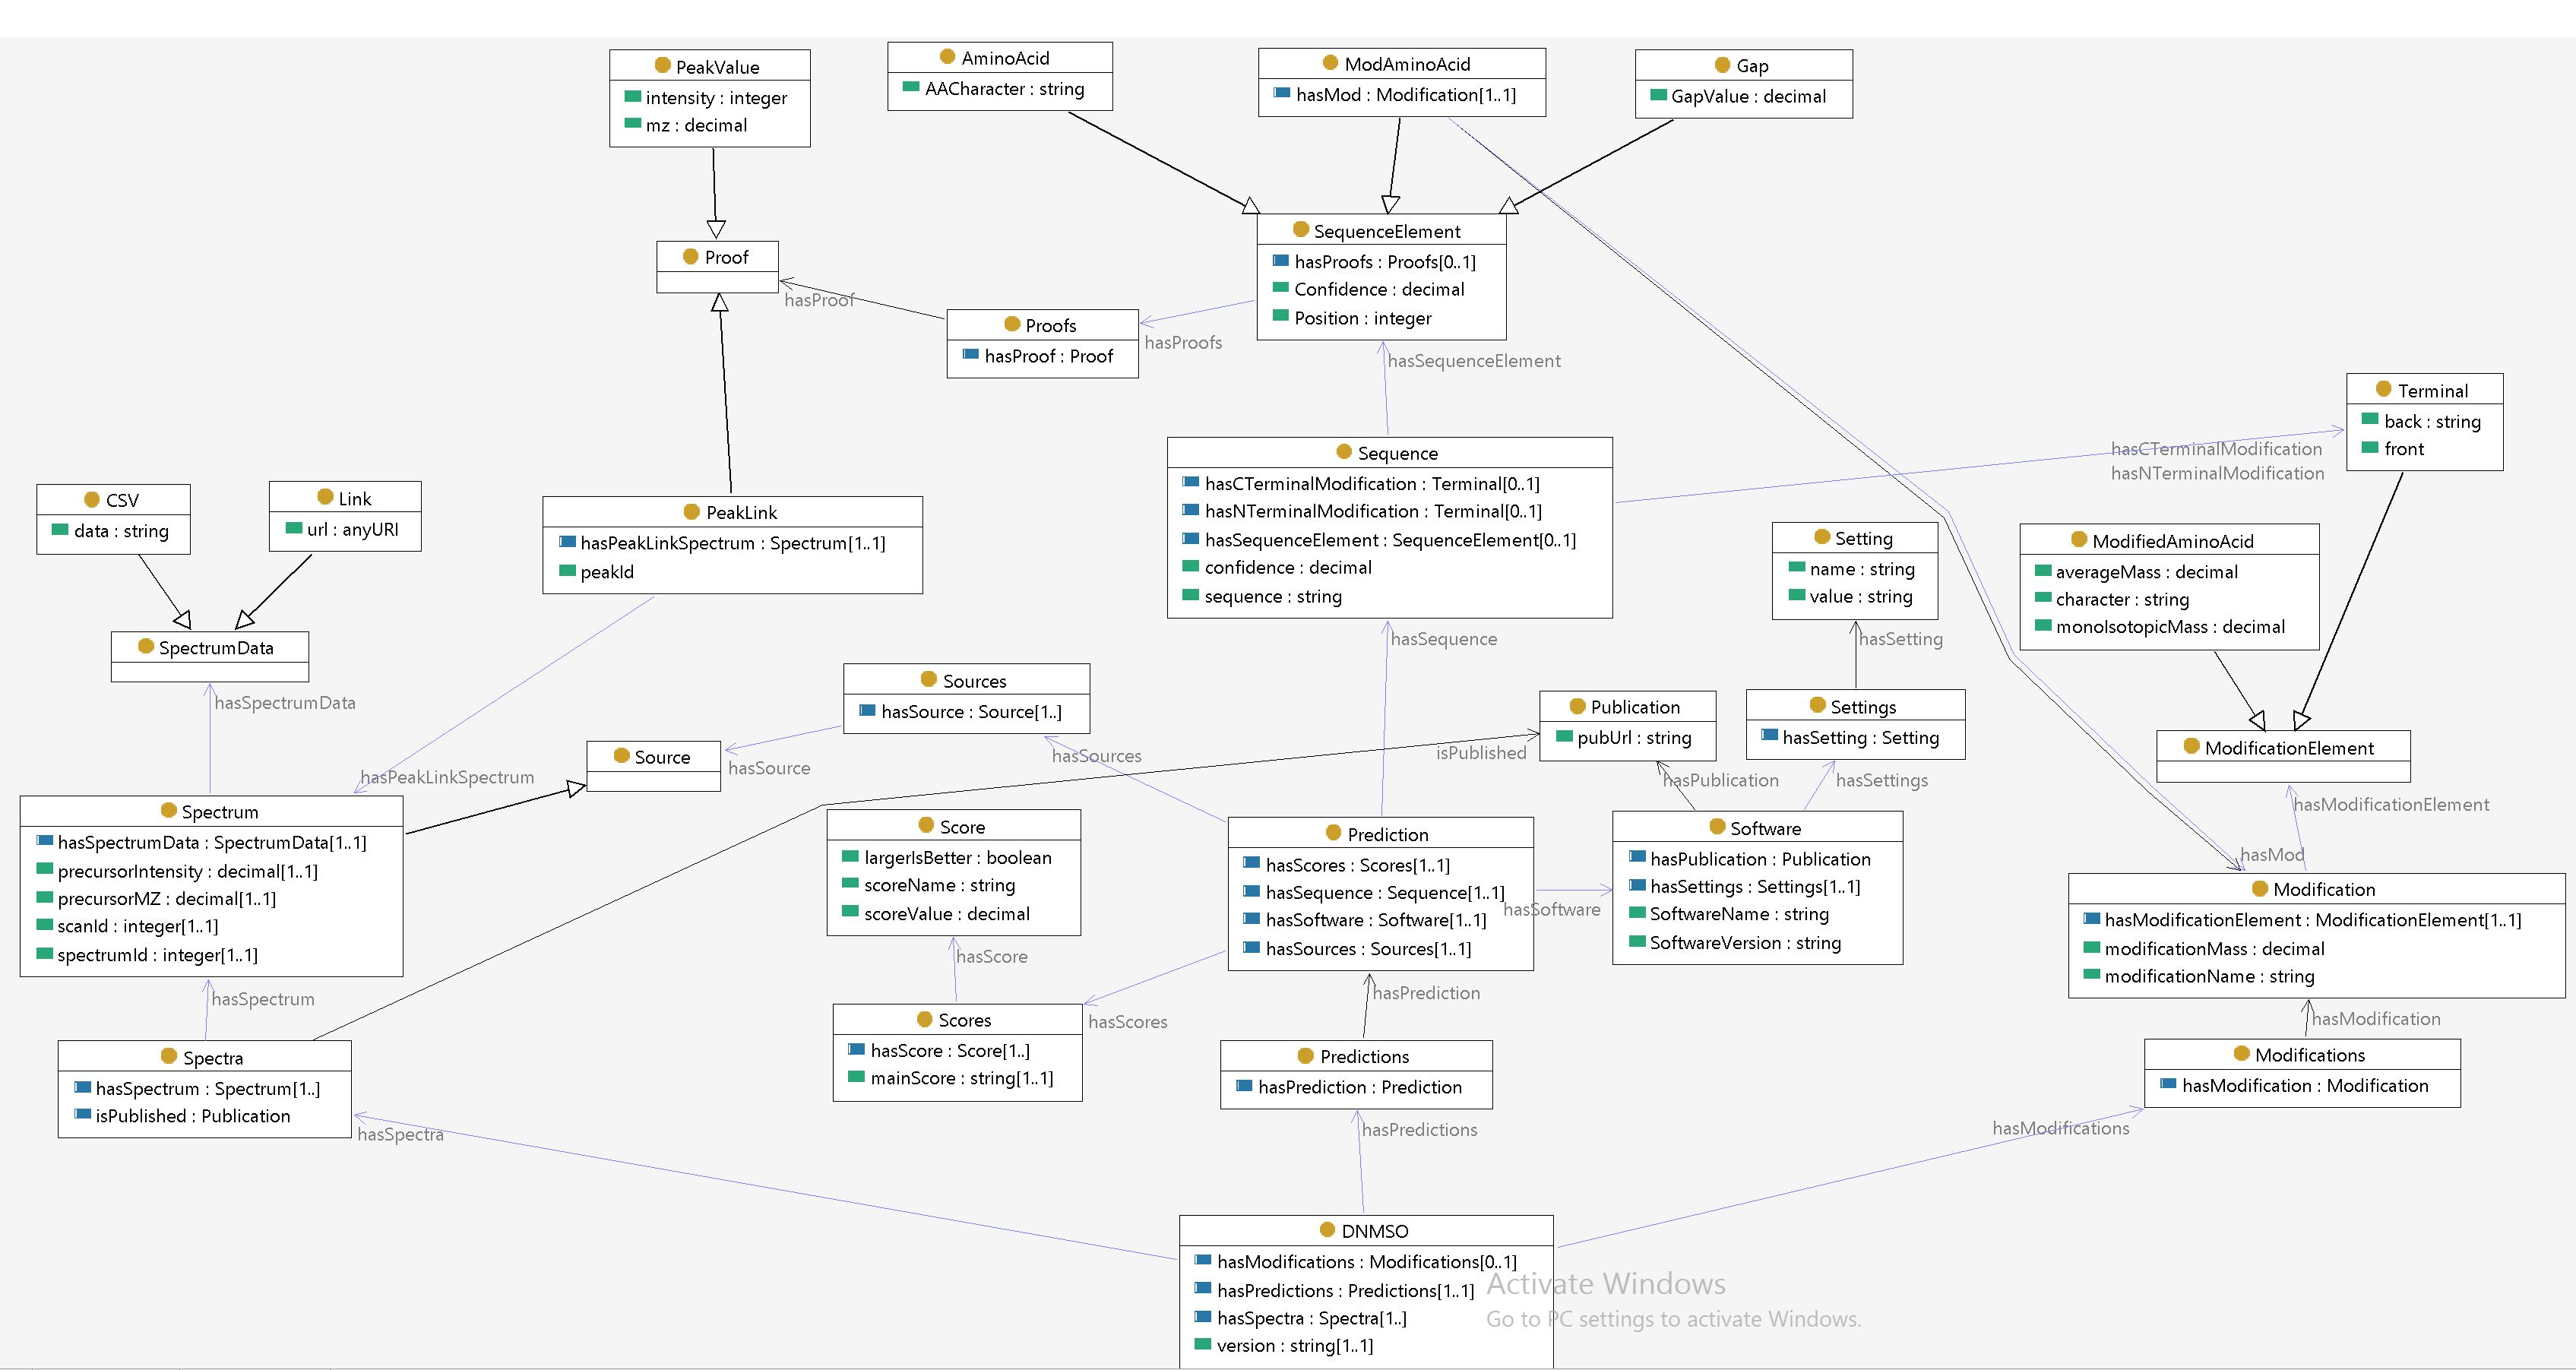 PeakValue
intensity : integer
mz : decimal
AminoAcid
AACharacter : string
ModAminoAcid
hasMod : Modification[1..1]
Gap
GapValue : decimal
Proof
hasProof
Proofs
hasProof : Proof
hasProofs
SequenceElement
hasProofs : Proofs[0..1]
Confidence : decimal
Position : integer
hasSequenceElement
Terminal
back : string
front
Sequence
hasCTerminalModification : Terminal[0..1]
hasNTerminalModification : Terminal[0..1]
hasSequenceElement : SequenceElement[0..1]
confidence : decimal
sequence : string
hasCTerminalModification
hasNTerminalModification
CSV
data : string
Link
url : anyURI
PeakLink
hasPeakLinkSpectrum : Spectrum[1..1]
peakId
Setting
name : string
value : string
ModifiedAminoAcid
averageMass : decimal
character : string
monoIsotopicMass : decimal
SpectrumData
hasSpectrumData
hasSequence
hasSetting
Sources
hasSource : Source[1..]
Publication
pubUrl : string
Settings
hasSetting : Setting
ModificationElement
Source
hasSource
hasSources
isPublished
hasPublication
hasSettings
hasPeakLinkSpectrum
hasModificationElement
Spectrum
hasSpectrumData : SpectrumData[1..1]
precursorIntensity : decimal[1..1]
precursorMZ : decimal[1..1]
scanId : integer[1..1]
spectrumId : integer[1..1]
Score
largerIsBetter : boolean
scoreName : string
scoreValue : decimal
Prediction
hasScores : Scores[1..1]
hasSequence : Sequence[1..1]
hasSoftware : Software[1..1]
hasSources : Sources[1..1]
hasSoftware
Software
hasPublication : Publication
hasSettings : Settings[1..1]
SoftwareName : string
SoftwareVersion : string
hasMod
Modification
hasModificationElement : ModificationElement[1..1]
modificationMass : decimal
modificationName : string
hasSpectrum
hasScore
hasPrediction
hasModification
Spectra
hasSpectrum : Spectrum[1..]
isPublished : Publication
Scores
hasScore : Score[1..]
mainScore : string[1..1]
hasScores
Predictions
hasPrediction : Prediction
Modifications
hasModification : Modification
hasSpectra
hasPredictions
hasModifications
DNMSO
hasModifications : Modifications[0..1]
hasPredictions : Predictions[1..1]
hasSpectra : Spectra[1..]
version : string[1..1]
Activate Windows
Go to PC settings to activate Windows.